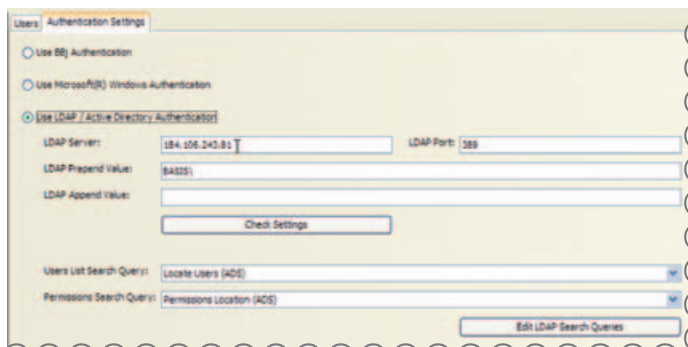 Users Authentication Settings
Use BBj Authentication
Use Microsoft(R) Windows Authentication
Use LDAP / Active Directory Authentication
LDAP Server: 184.106.243.81 LDAP Port: 389
LDAP Prepend Value: BASIS\
LDAP Append Value:
Check Settings
Users List Search Query: Locate Users (ADS)
Permissions Search Query: Permissions Location (ADS)
Edit LDAP Search Queries